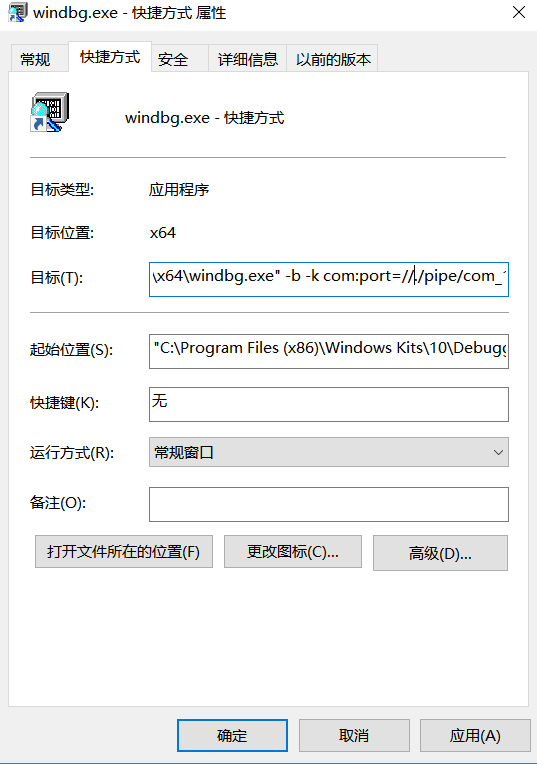 windbg.exe - 快捷方式 属性
常规 快捷方式 安全 详细信息 以前的版本
windbg.exe - 快捷方式
目标类型: 应用程序
目标位置: x64
目标(T): \x64\windbg.exe" -b -k com:port=//./pipe/com_
起始位置(S): "C:\Program Files (x86)\Windows Kits\10\Debugg
快捷键(K): 无
运行方式(R): 常规窗口
备注(O):
打开文件所在的位置(F) 更改图标(C)... 高级(D)...
确定 取消 应用(A)